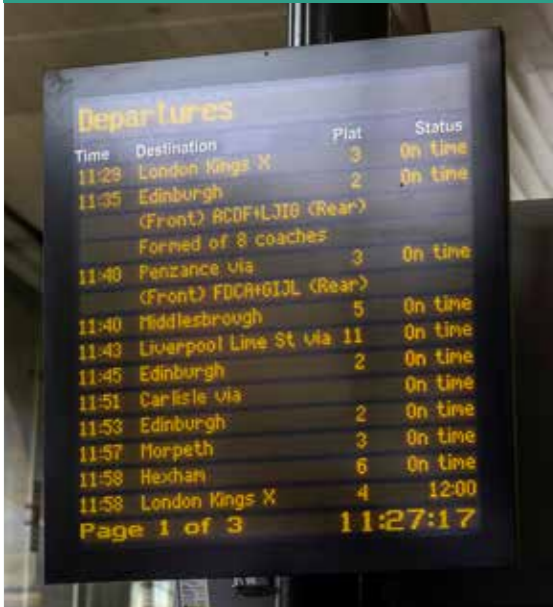 Departures
Time Destination Plat Status
11:29 London Kings X 3 On time
11:35 Edinburgh 2 On time
(Front) ACDF+LJIG (Rear)
Formed of 8 coaches
11:40 Penzance via 3 On time
(Front) FDCA+GIJL (Rear)
11:40 Middlesbrough 5 On time
11:43 Liverpool Lime St via 11 On time
11:45 Edinburgh 2 On time
11:51 Carlisle via On time
11:53 Edinburgh 2 On time
11:57 Morpeth 3 On time
11:58 Hexham 6 On time
11:58 London Kings X 4 12:00
Page 1 of 3 11:27:17